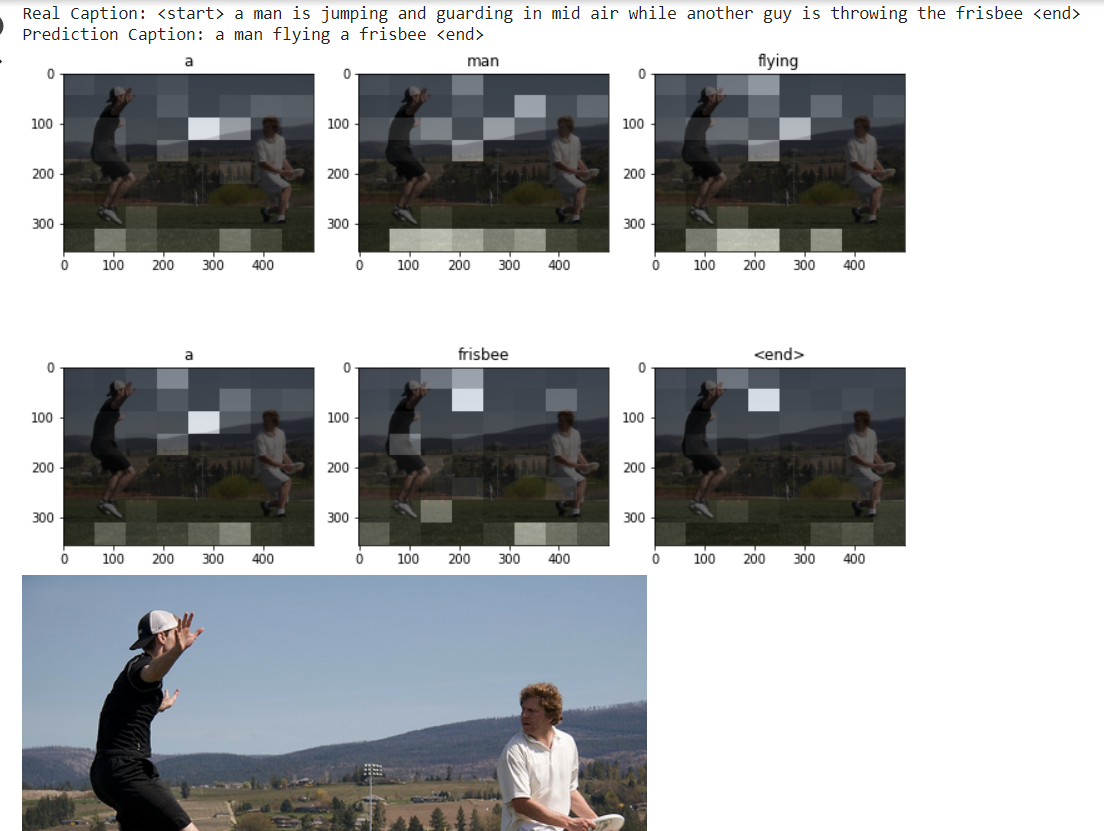 Real Caption: <start> a man is jumping and guarding in mid air while another guy is throwing the frisbee <end>
Prediction Caption: a man flying a frisbee <end>
a man flying
0 0 0
100 100 100
200 200 200
300 300 300
0 100 200 300 400 0 100 200 300 400 0 100 200 300 400
a frisbee <end>
0 0 0
100 100 100
200 200 200
300 300 300
0 100 200 300 400 0 100 200 300 400 0 100 200 300 400